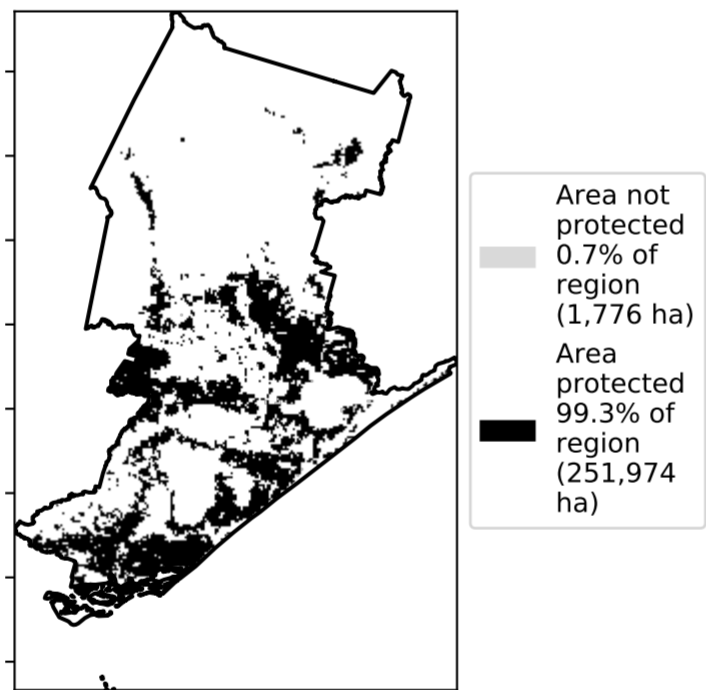 Area not
protected
0.7% of
region
(1,776 ha)
Area
protected
99.3% of
region
(251,974
ha)